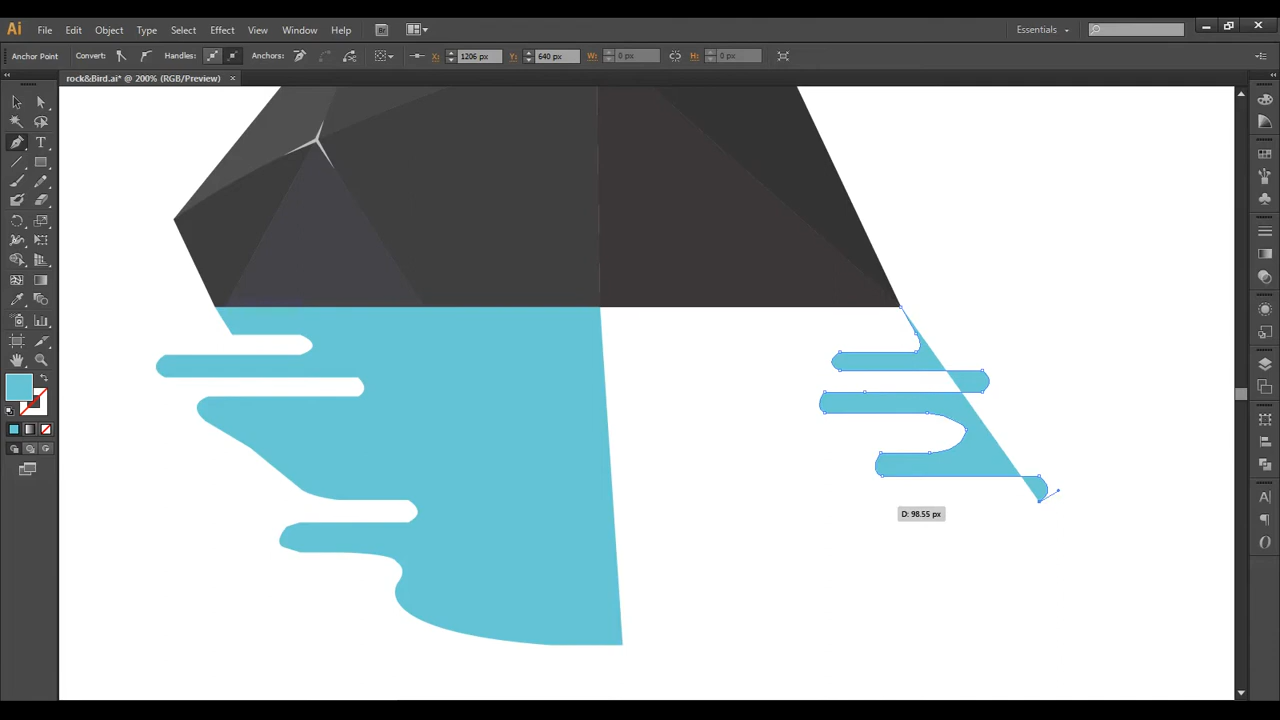 Ai File Edit Object Type Select Effect View Window Help Br Essentials
Anchor Point Convert: Handles: Anchors: X: 1206 px Y: 640 px W: 0 px H: 0 px
rock&Bird.ai* @ 200% (RGB/Preview)
D: 98.55 px